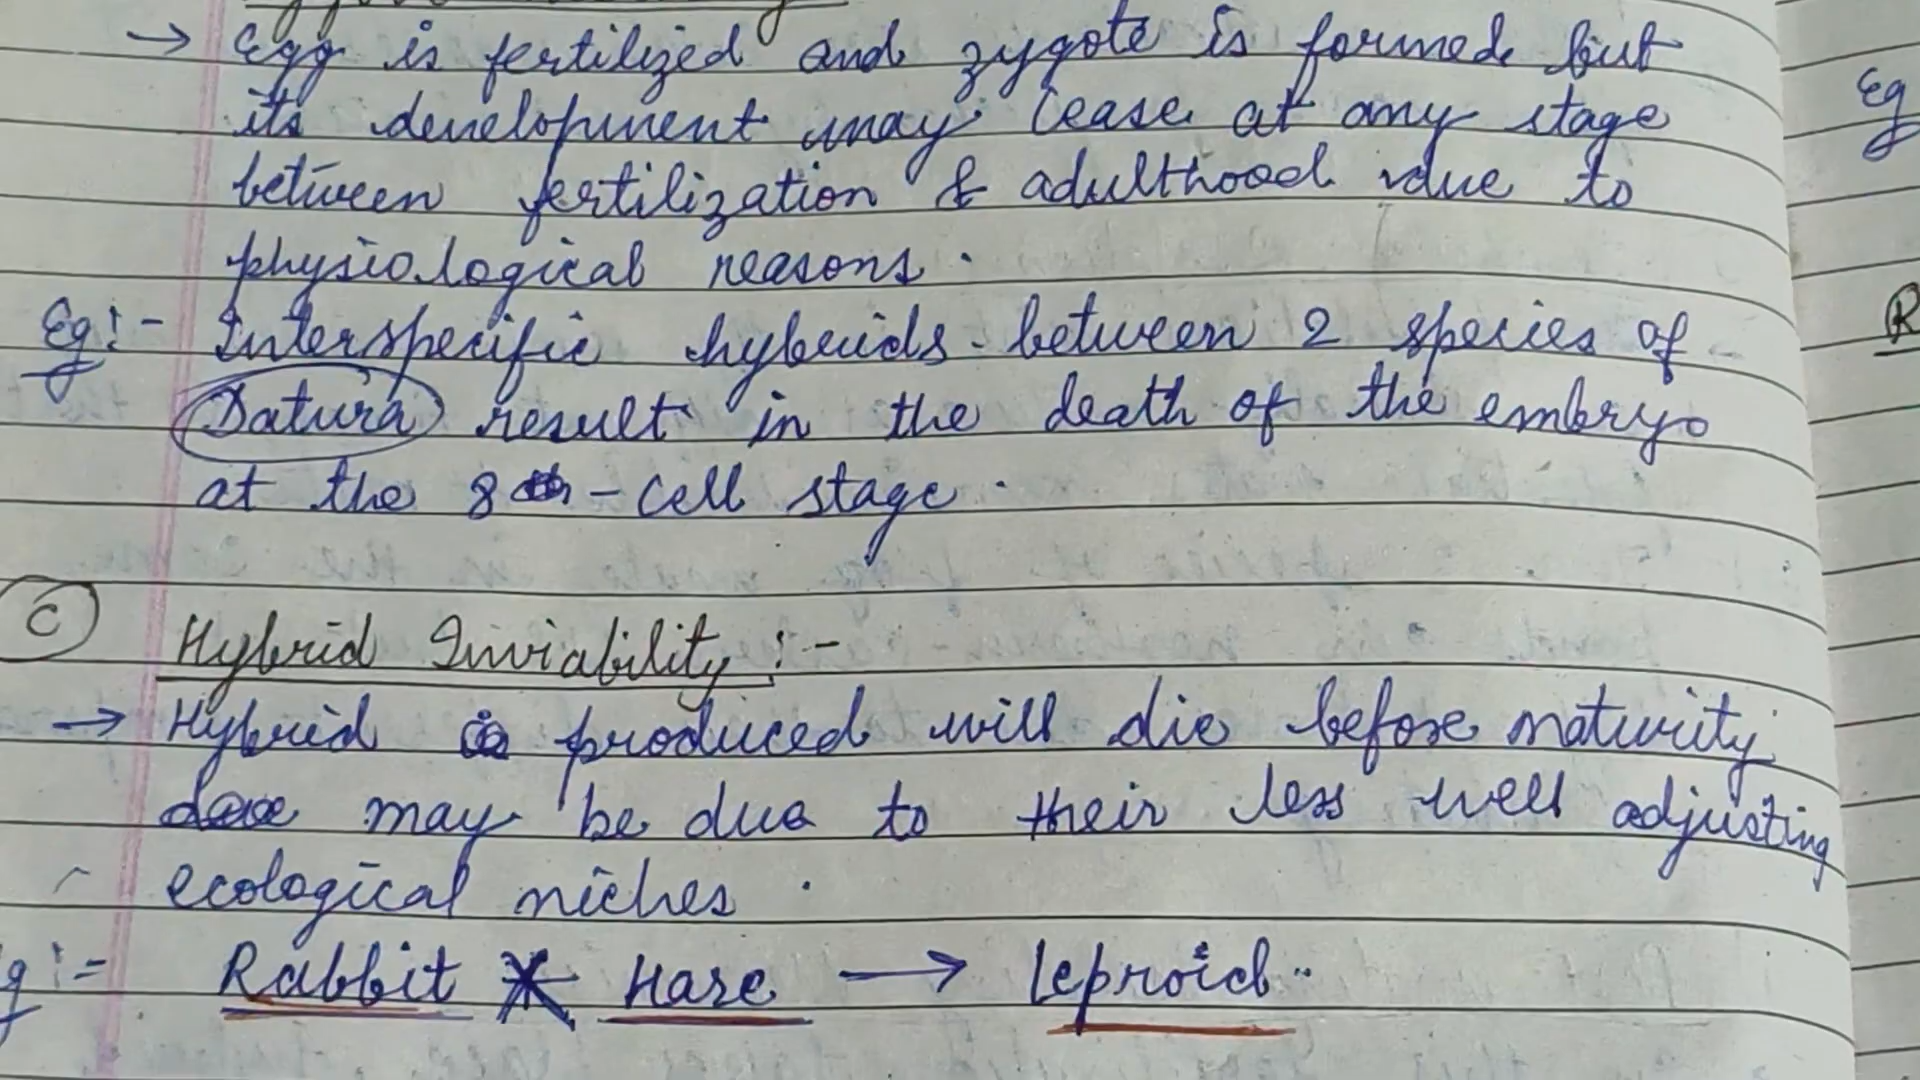 → Egg is fertilized and zygote is formed but
its development may cease at any stage
between fertilization & adulthood due to
physiological reasons.
Eg:- Interspecific hybrids between 2 species of
Datura result in the death of the embryo
at the 8 - cell stage.
C Hybrid Inviability :-
→ Hybrid produced will die before maturity
may be due to their less well adjusting
ecological niches.
g:- Rabbit X Hare → Leproid.
Eg
R